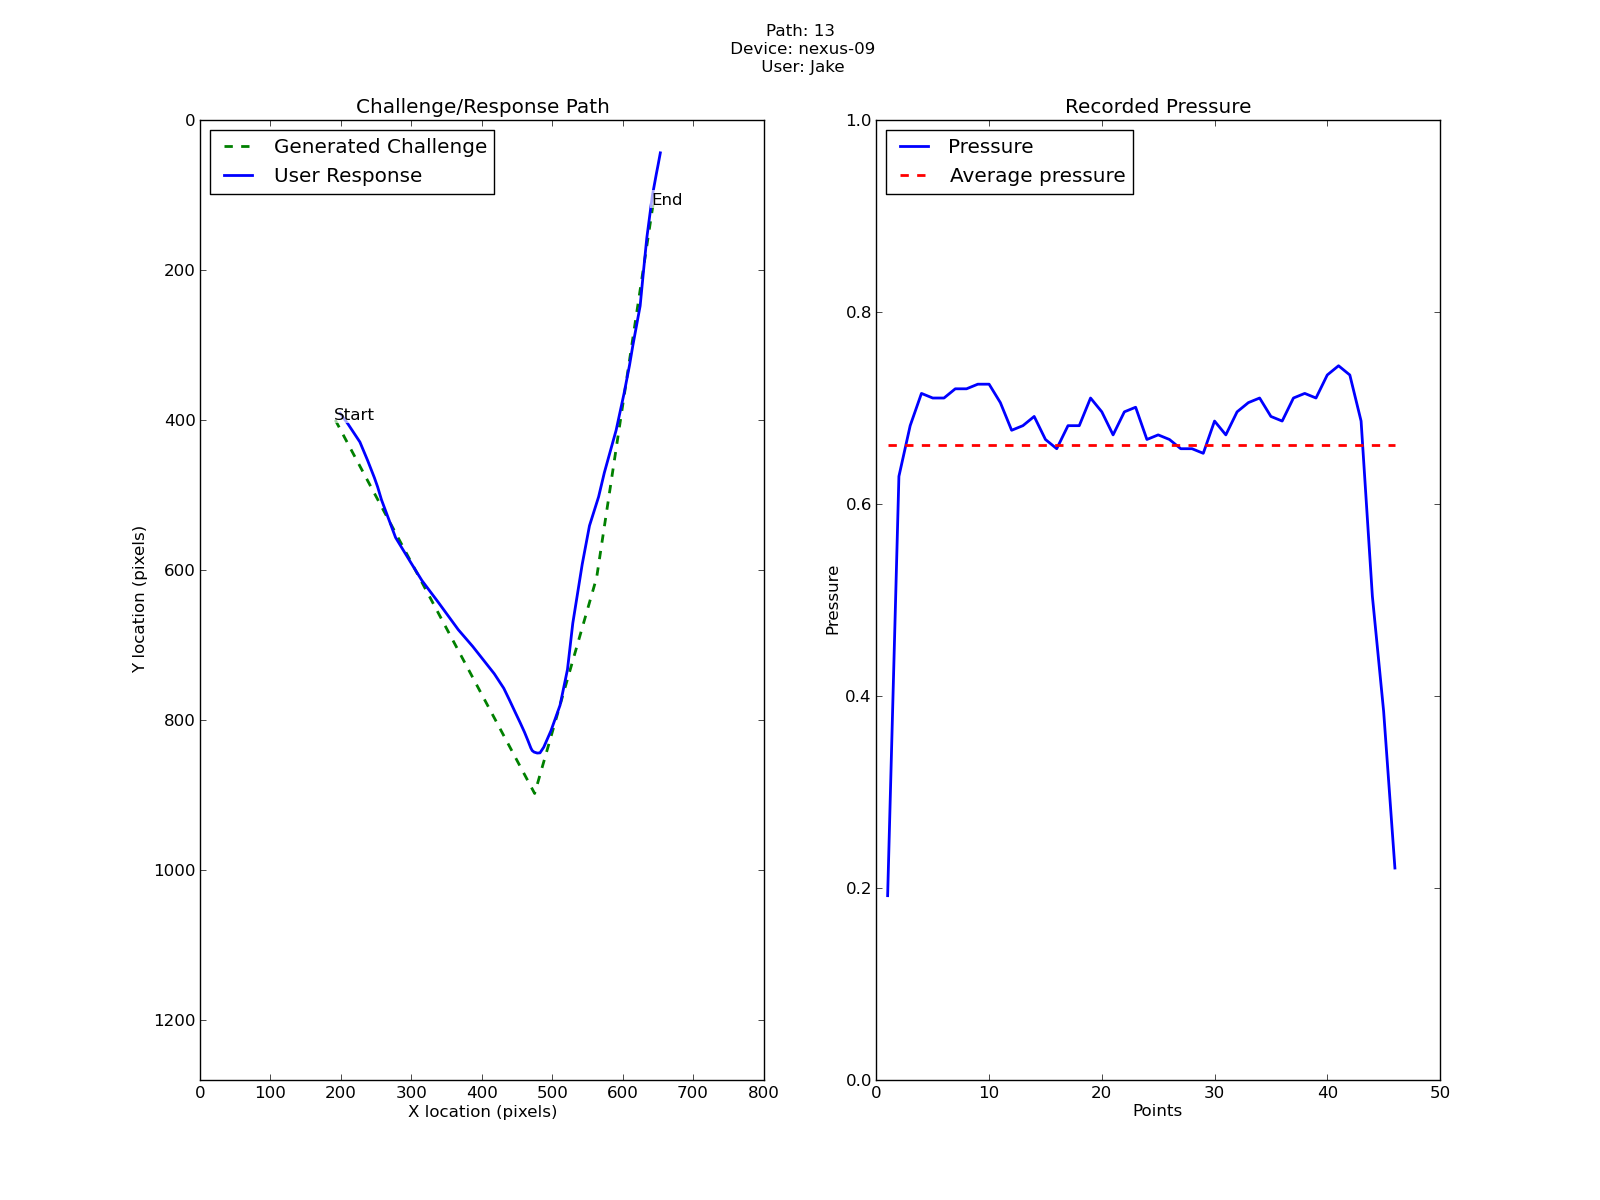 Path: 13
Device: nexus-09
User: Jake
Challenge/Response Path
Generated Challenge
User Response
Start
End
0
200
400
600
800
1000
1200
Y location (pixels)
0 100 200 300 400 500 600 700 800
X location (pixels)
Recorded Pressure
Pressure
Average pressure
1.0
0.8
0.6
0.4
0.2
0.0
Pressure
0 10 20 30 40 50
Points